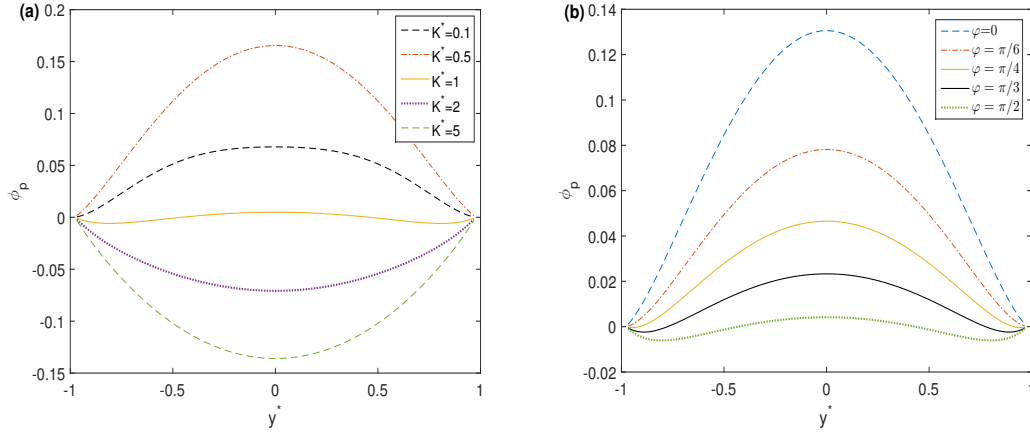 (a)
0.2
0.15
0.1
0.05
0
-0.05
-0.1
-0.15
-1
-0.5
0
0.5
1
ϕp
y*
K*=0.1
K*=0.5
K*=1
K*=2
K*=5
(b)
0.14
0.12
0.1
0.08
0.06
0.04
0.02
0
-0.02
-1
-0.5
0
0.5
1
ϕp
y*
φ=0
φ = π/6
φ = π/4
φ = π/3
φ = π/2